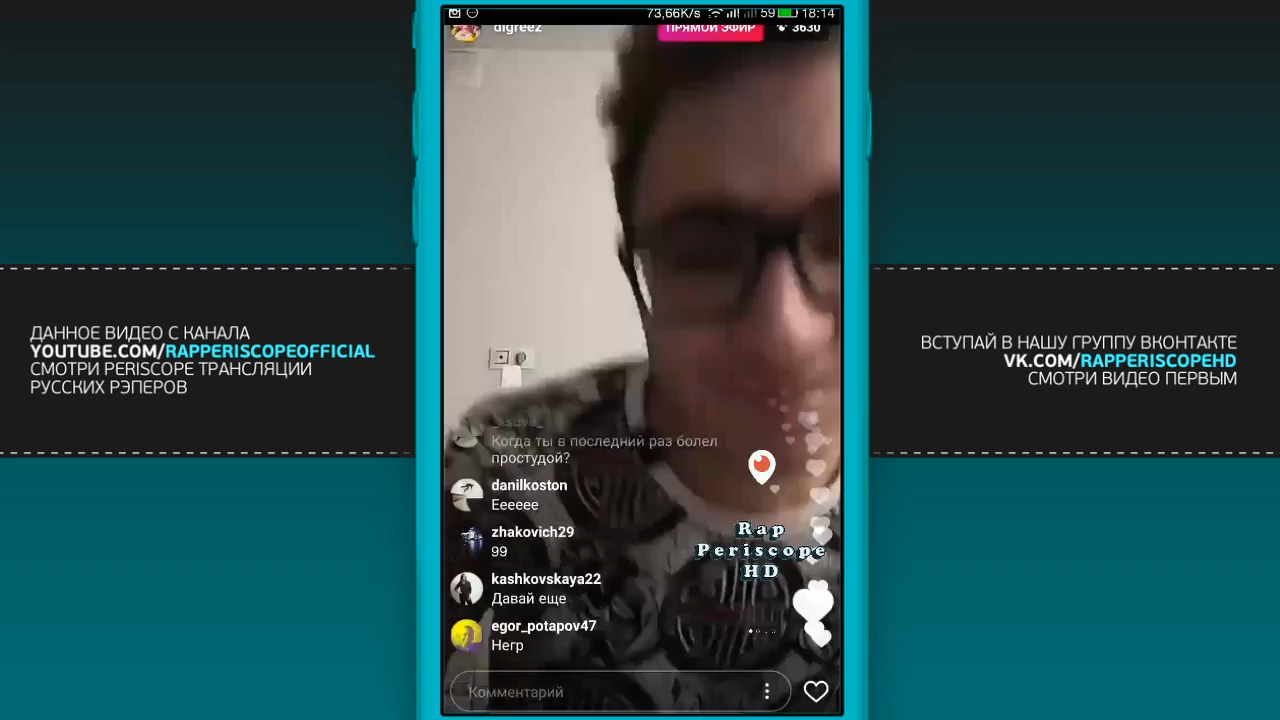 73,66K/s 59 18:14
digreez ПРЯМОЙ ЭФИР 3630
ДАННОЕ ВИДЕО С КАНАЛА
YOUTUBE.COM/RAPPERISCOPEOFFICIAL
СМОТРИ PERISCOPE ТРАНСЛЯЦИИ
РУССКИХ РЭПЕРОВ
ВСТУПАЙ В НАШУ ГРУППУ ВКОНТАКТЕ
VK.COM/RAPPERISCOPEHD
СМОТРИ ВИДЕО ПЕРВЫМ
Когда ты в последний раз болел
простудой?
danilkoston
Ееееее
zhakovich29
99
kashkovskaya22
Давай еще
egor_potapov47
Негр
Rap
Periscope
HD
Комментарий